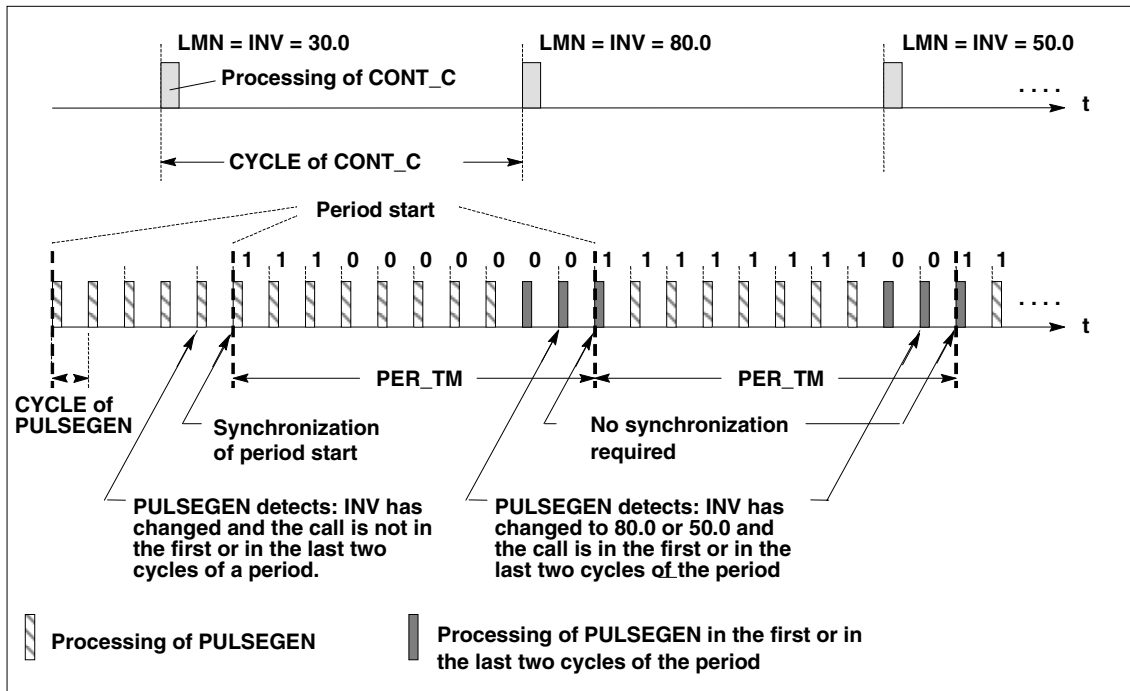 LMN = INV = 30.0 LMN = INV = 80.0 LMN = INV = 50.0
Processing of CONT_C
. . . .
t
CYCLE of CONT_C
Period start
1 1 1 0 0 0 0 0 0 0 1 1 1 1 1 1 1 1 0 0 1 1
. . . .
t
PER_TM PER_TM
CYCLE of
PULSEGEN
Synchronization
of period start
No synchronization
required
PULSEGEN detects: INV has
changed and the call is not in
the first or in the last two
cycles of a period.
PULSEGEN detects: INV has
changed to 80.0 or 50.0 and
the call is in the first or in the
last two cycles of the period
Processing of PULSEGEN
Processing of PULSEGEN in the first or in
the last two cycles of the period